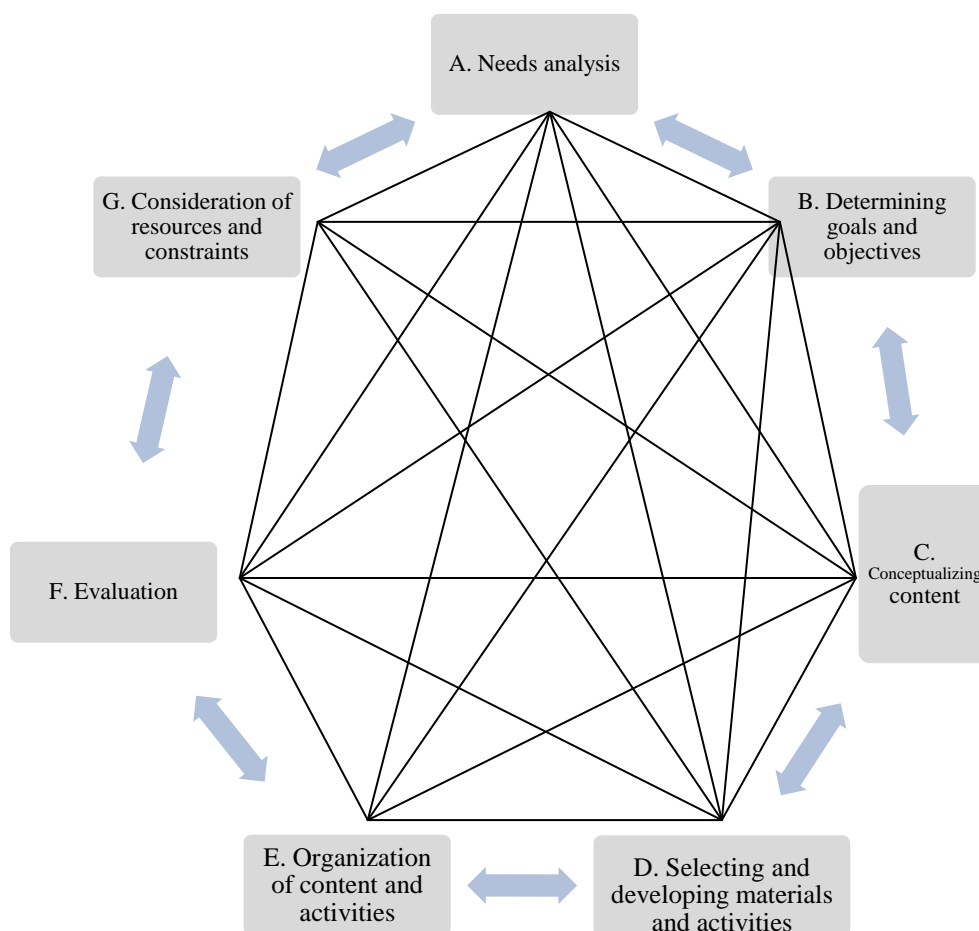 A. Needs analysis
B. Determining
goals and
objectives
C.
Conceptualizing
content
D. Selecting and
developing materials
and activities
E. Organization
of content and
activities
F. Evaluation
G. Consideration of
resources and
constraints